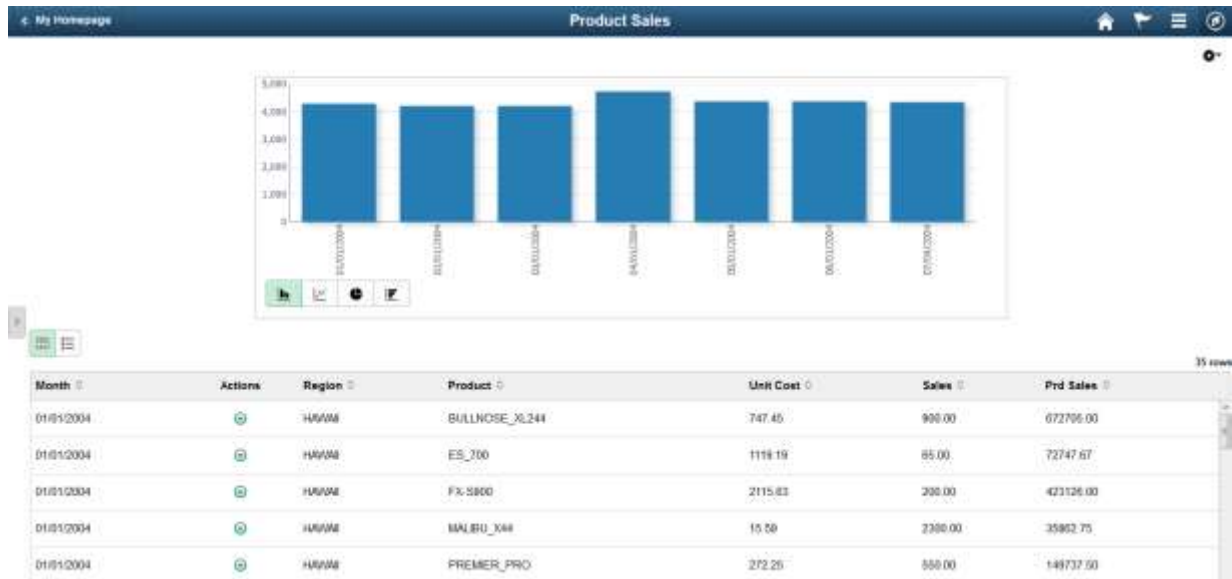 My Homepage
Product Sales
5,000
4,000
3,000
2,000
1,000
0
01/01/2004
02/01/2004
03/01/2004
04/01/2004
05/01/2004
06/01/2004
07/01/2004
35 rows
Month Actions Region Product Unit Cost Sales Prd Sales
01/01/2004 HAWAII BULLNOSE_XL244 747.45 900.00 672705.00
01/01/2004 HAWAII ES_700 1119.19 65.00 72747.67
01/01/2004 HAWAII FX-S800 2115.63 200.00 423126.00
01/01/2004 HAWAII MALIBU_X44 15.59 2300.00 35862.75
01/01/2004 HAWAII PREMIER_PRO 272.25 550.00 149737.50